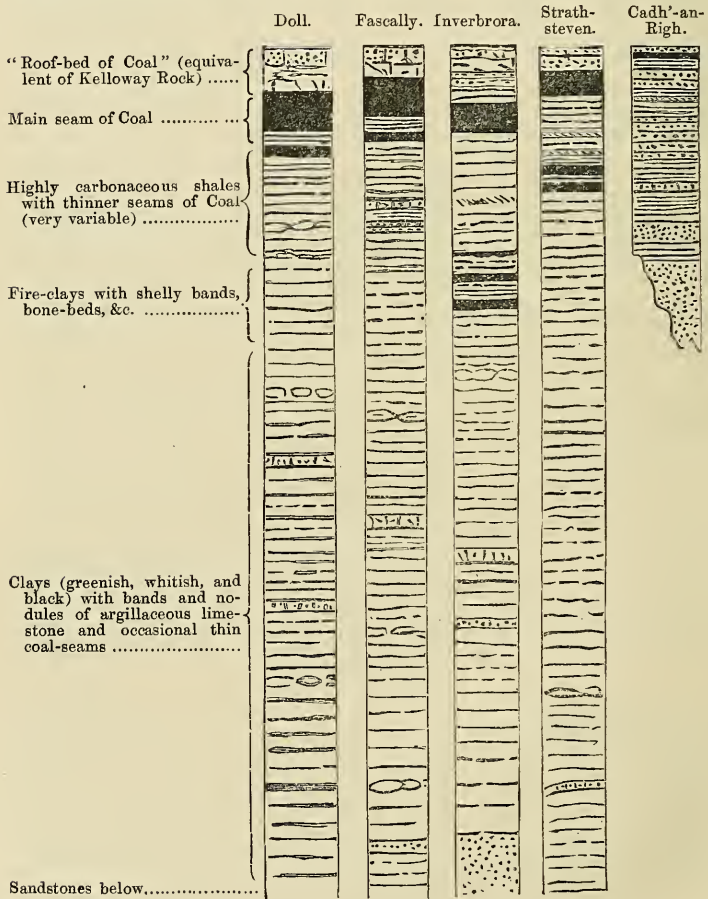 Doll.
Fascally.
Inverbrora.
Strath-
steven.
Cadh'-an-
Righ.
“Roof-bed of Coal” (equiva-
lent of Kelloway Rock) ......
Main seam of Coal ............ ...
Highly carbonaceous shales
with thinner seams of Coal
(very variable) ..................
Fire-clays with shelly bands,
bone-beds, &c. ..................
Clays (greenish, whitish, and
black) with bands and no-
dules of argillaceous lime-
stone and occasional thin
coal-seams ........................
Sandstones below.....................